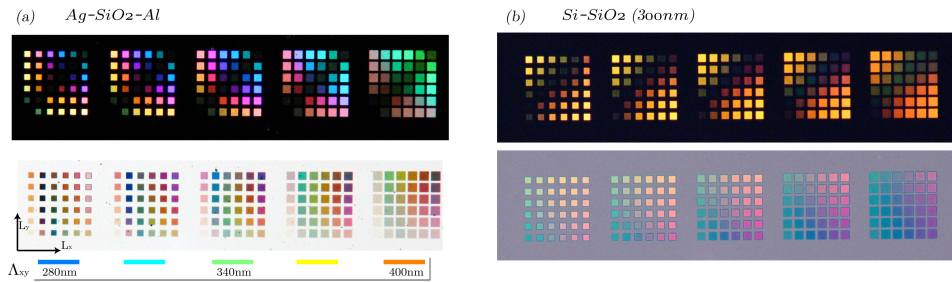 (a) Ag-SiO2-Al
(b) Si-SiO2 (300nm)
Ly
Lx
Λxy
280nm 340nm 400nm